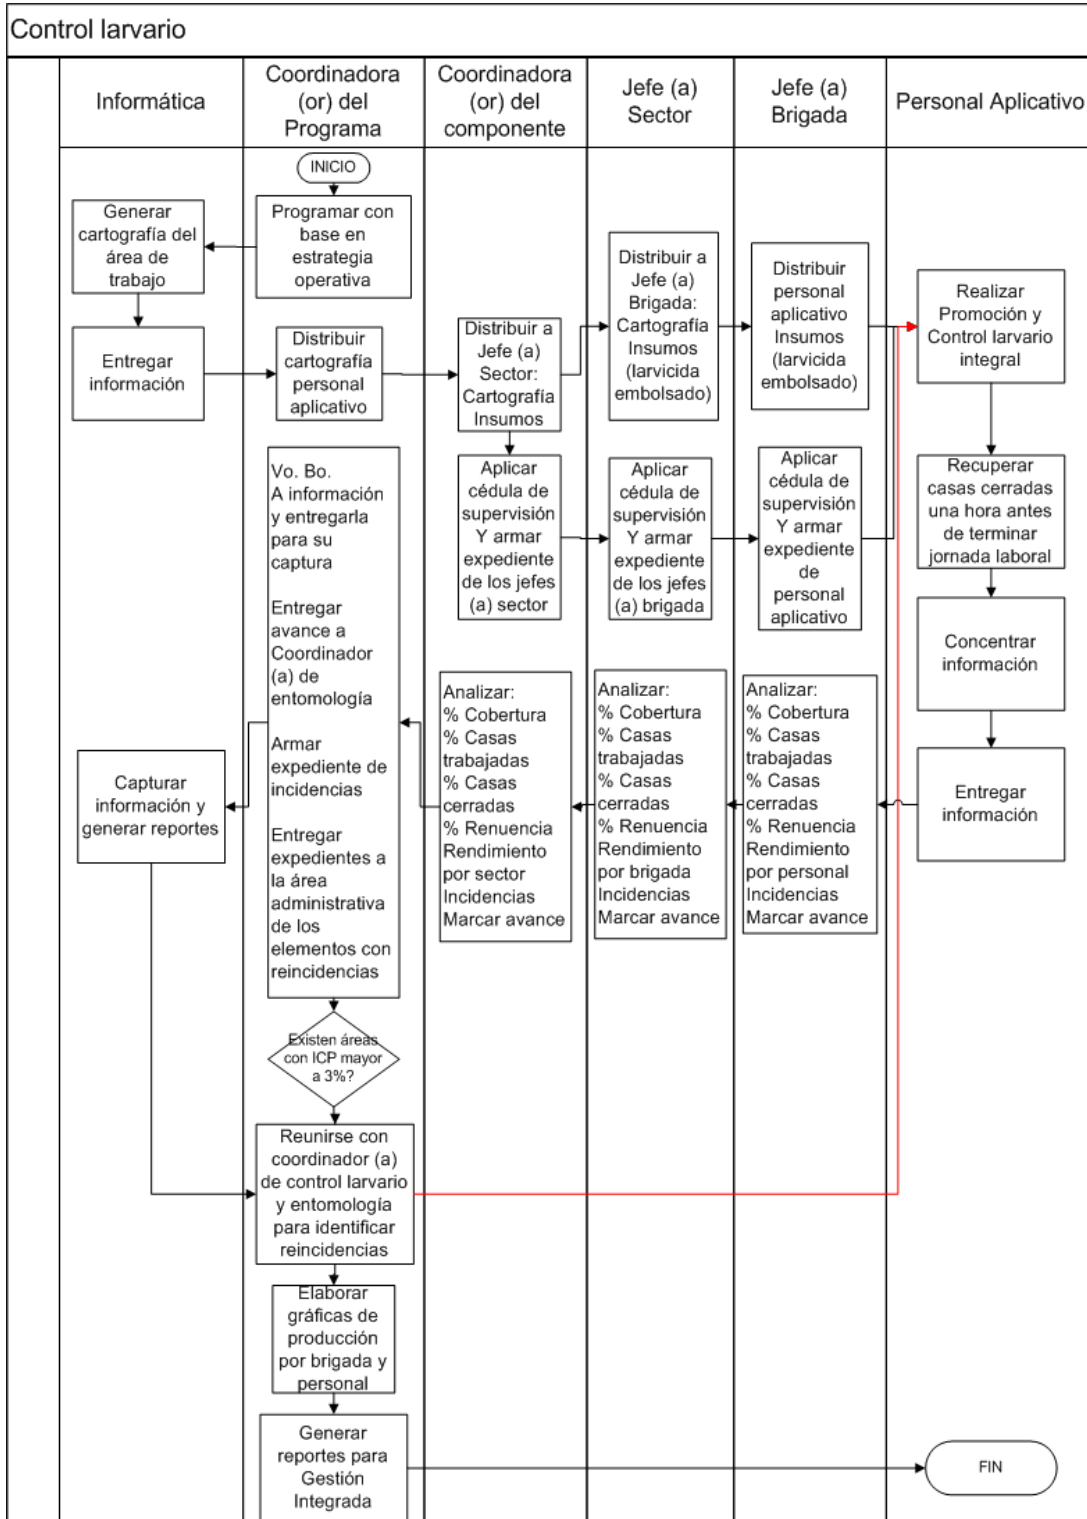 Control larvario
Informática
Coordinadora
(or) del
Programa
Coordinadora
(or) del
componente
Jefe (a)
Sector
Jefe (a)
Brigada
Personal Aplicativo
INICIO
Programar con
base en
estrategia
operativa
Generar
cartografía del
área de
trabajo
Entregar
información
Distribuir
cartografía
personal
aplicativo
Distribuir a
Jefe (a)
Sector:
Cartografía
Insumos
Distribuir a
Jefe (a)
Brigada:
Cartografía
Insumos
(larvicida
embolsado)
Distribuir
personal
aplicativo
Insumos
(larvicida
embolsado)
Realizar
Promoción y
Control larvario
integral
Aplicar
cédula de
supervisión
Y armar
expediente
de los jefes
(a) sector
Aplicar
cédula de
supervisión
Y armar
expediente
de los jefes
(a) brigada
Aplicar
cédula de
supervisión
Y armar
expediente
de
personal
aplicativo
Recuperar
casas cerradas
una hora antes
de terminar
jornada laboral
Concentrar
información
Entregar
información
Analizar:
% Cobertura
% Casas
trabajadas
% Casas
cerradas
% Renuencia
Rendimiento
por personal
Incidencias
Marcar avance
Analizar:
% Cobertura
% Casas
trabajadas
% Casas
cerradas
% Renuencia
Rendimiento
por brigada
Incidencias
Marcar avance
Analizar:
% Cobertura
% Casas
trabajadas
% Casas
cerradas
% Renuencia
Rendimiento
por sector
Incidencias
Marcar avance
Vo. Bo.
A información
y entregarla
para su
captura
Entregar
avance a
Coordinador
(a) de
entomología
Armar
expediente de
incidencias
Entregar
expedientes a
la área
administrativa
de los
elementos con
reincidencias
Capturar
información y
generar reportes
Existen áreas
con ICP mayor
a 3%?
Reunirse con
coordinador (a)
de control larvario
y entomología
para identificar
reincidencias
Elaborar
gráficas de
producción
por brigada y
personal
Generar
reportes para
Gestión
Integrada
FIN